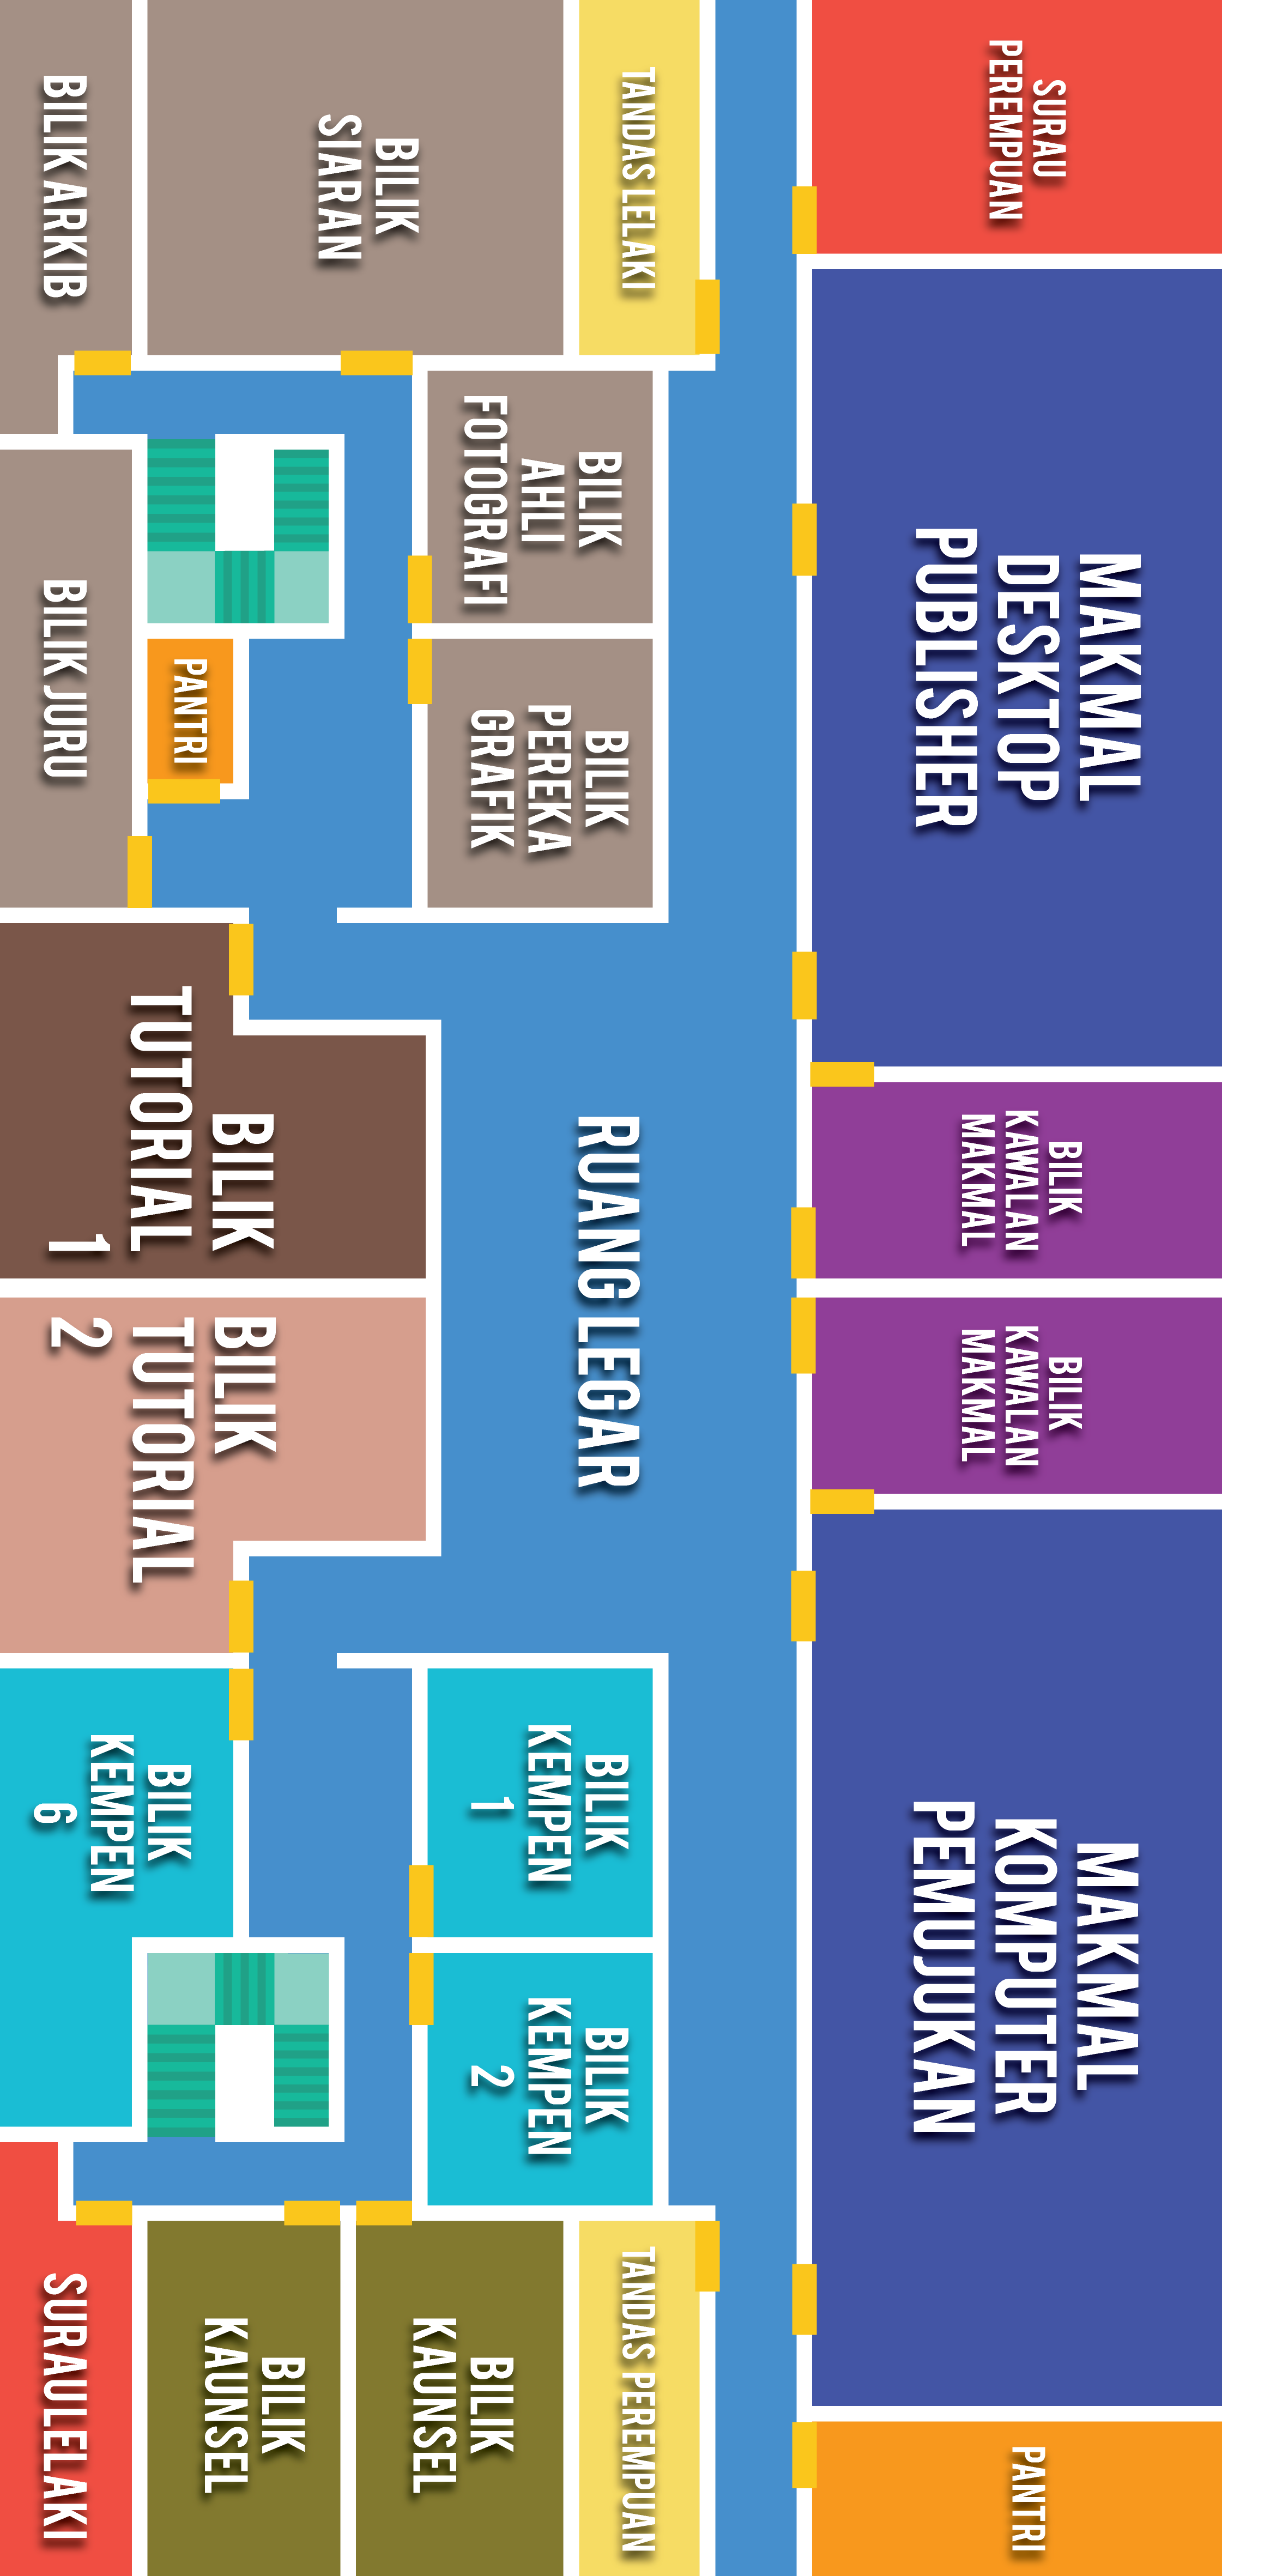 SURAU
PEREMPUAN
MAKMAL
DESKTOP
PUBLISHER
BILIK
KAWALAN
MAKMAL
BILIK
KAWALAN
MAKMAL
MAKMAL
KOMPUTER
PEMUJUKAN
PANTRI
TANDAS LELAKI
RUANG LEGAR
TANDAS PEREMPUAN
BILIK
SIARAN
BILIK
AHLI
FOTOGRAFI
BILIK
PEREKA
GRAFIK
BILIK
KEMPEN
1
BILIK
KEMPEN
2
BILIK
KAUNSEL
BILIK
KAUNSEL
BILIK ARKIB
BILIK JURU
PANTRI
BILIK
TUTORIAL
1
BILIK
TUTORIAL
2
BILIK
KEMPEN
6
SURAU LELAKI